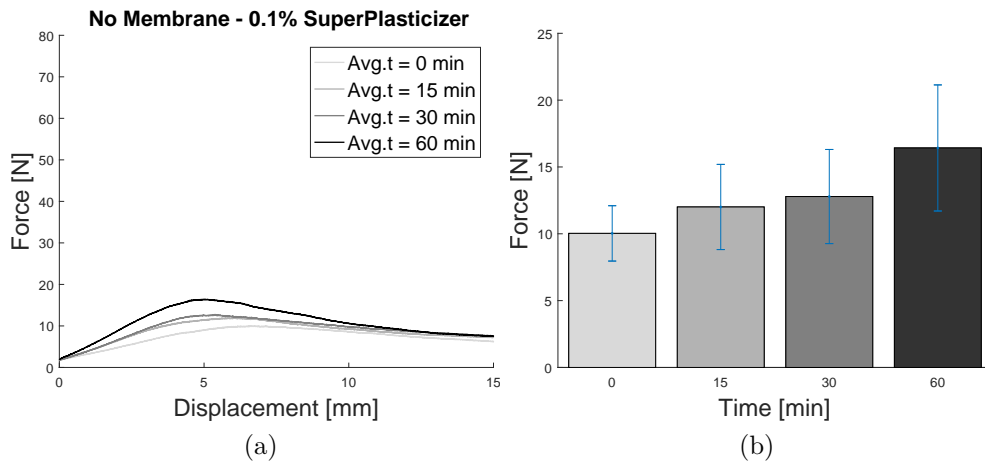 No Membrane - 0.1% SuperPlasticizer
80
70
60
50
40
30
20
10
0
Force [N]
Avg.t = 0 min
Avg.t = 15 min
Avg.t = 30 min
Avg.t = 60 min
0 5 10 15
Displacement [mm]
(a)
25
20
15
10
5
0
Force [N]
0 15 30 60
Time [min]
(b)